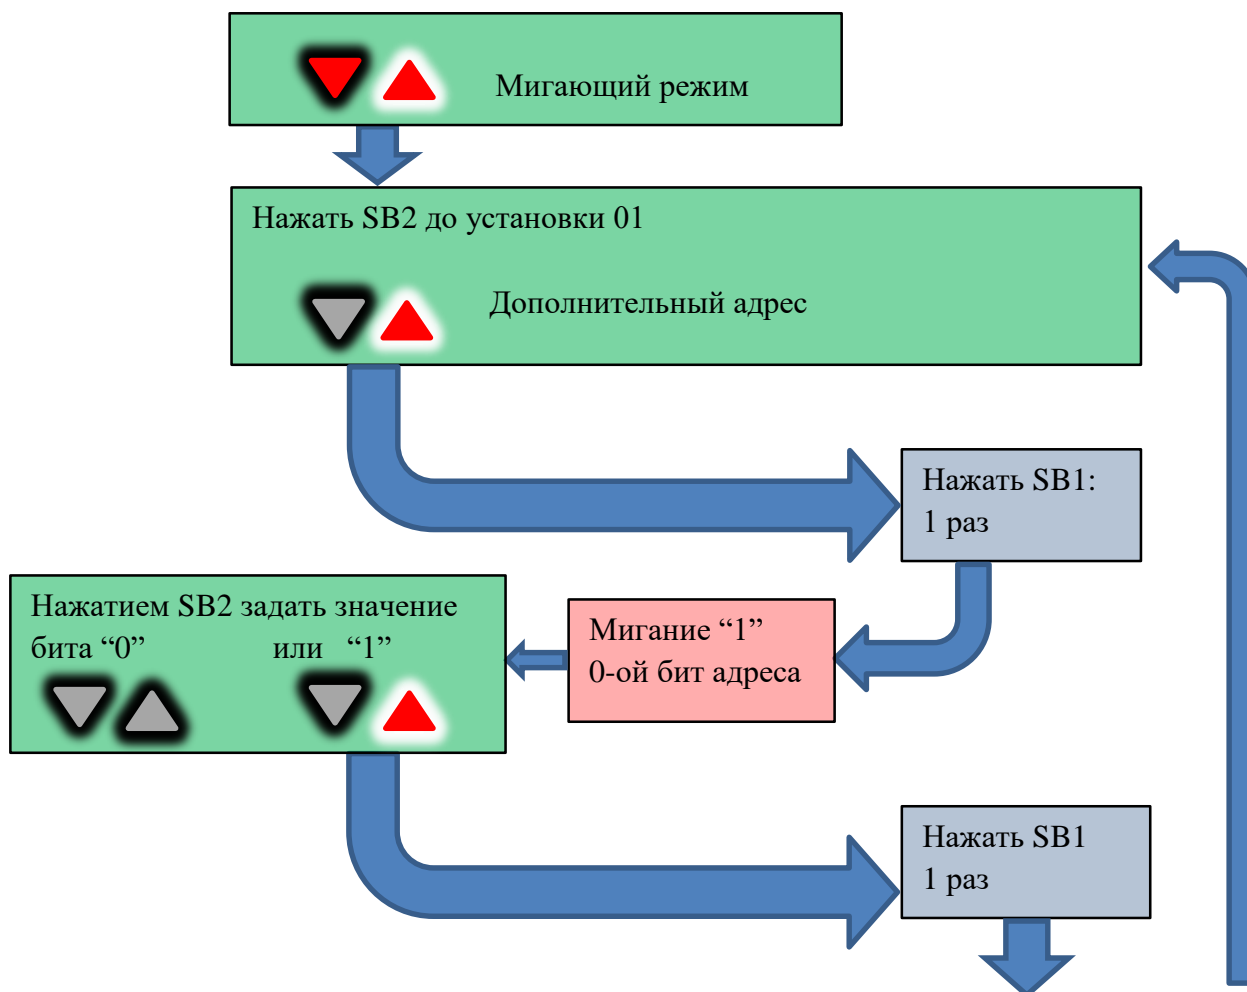 Мигающий режим
Нажать SB2 до установки 01
Дополнительный адрес
Нажать SB1:
1 раз
Нажатием SB2 задать значение
бита “0” или “1”
Мигание “1”
0-ой бит адреса
Нажать SB1
1 раз